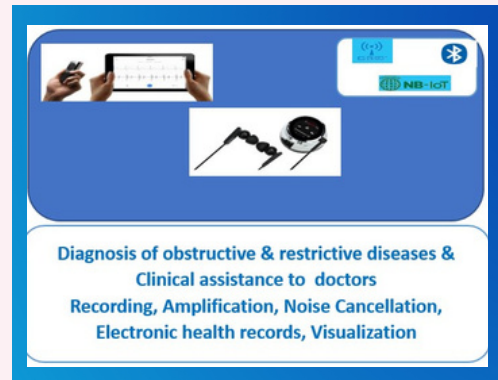 NB-IoT
Diagnosis of obstructive & restrictive diseases &
Clinical assistance to doctors
Recording, Amplification, Noise Cancellation,
Electronic health records, Visualization